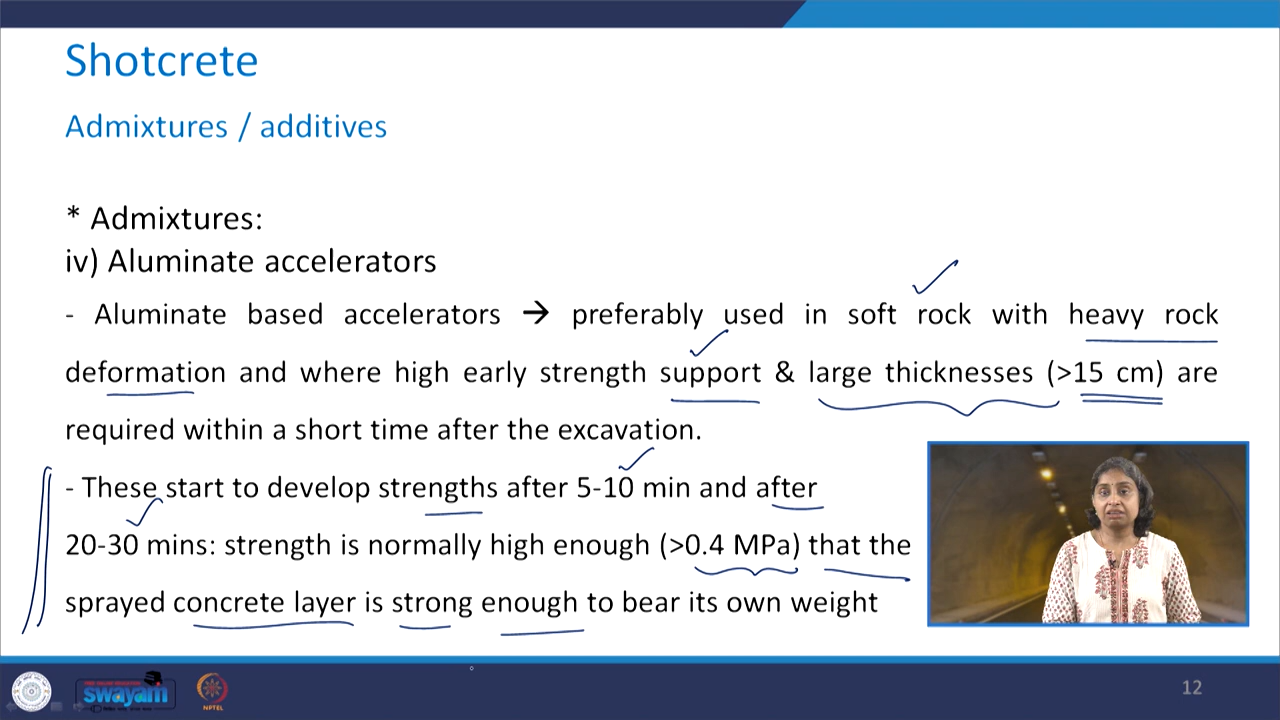 Shotcrete
Admixtures / additives
* Admixtures:
iv) Aluminate accelerators
- Aluminate based accelerators → preferably used in soft rock with heavy rock
deformation and where high early strength support & large thicknesses (>15 cm) are
required within a short time after the excavation.
- These start to develop strengths after 5-10 min and after
20-30 mins: strength is normally high enough (>0.4 MPa) that the
sprayed concrete layer is strong enough to bear its own weight
swayam
NPTEL
12